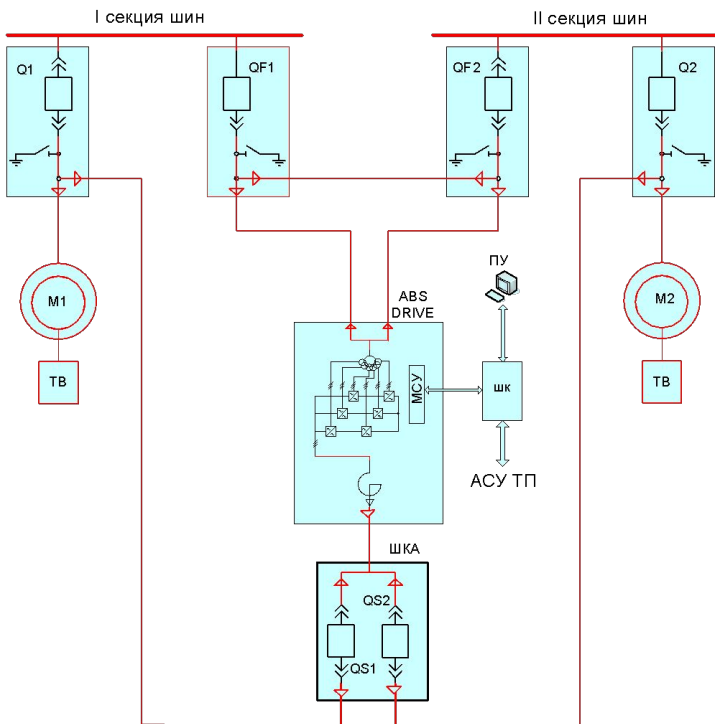 I секция шин
II секция шин
Q1
QF1
QF2
Q2
ПУ
M1
ABS
DRIVE
M2
ТВ
МСУ
шк
ТВ
АСУ ТП
ШКА
QS2
QS1